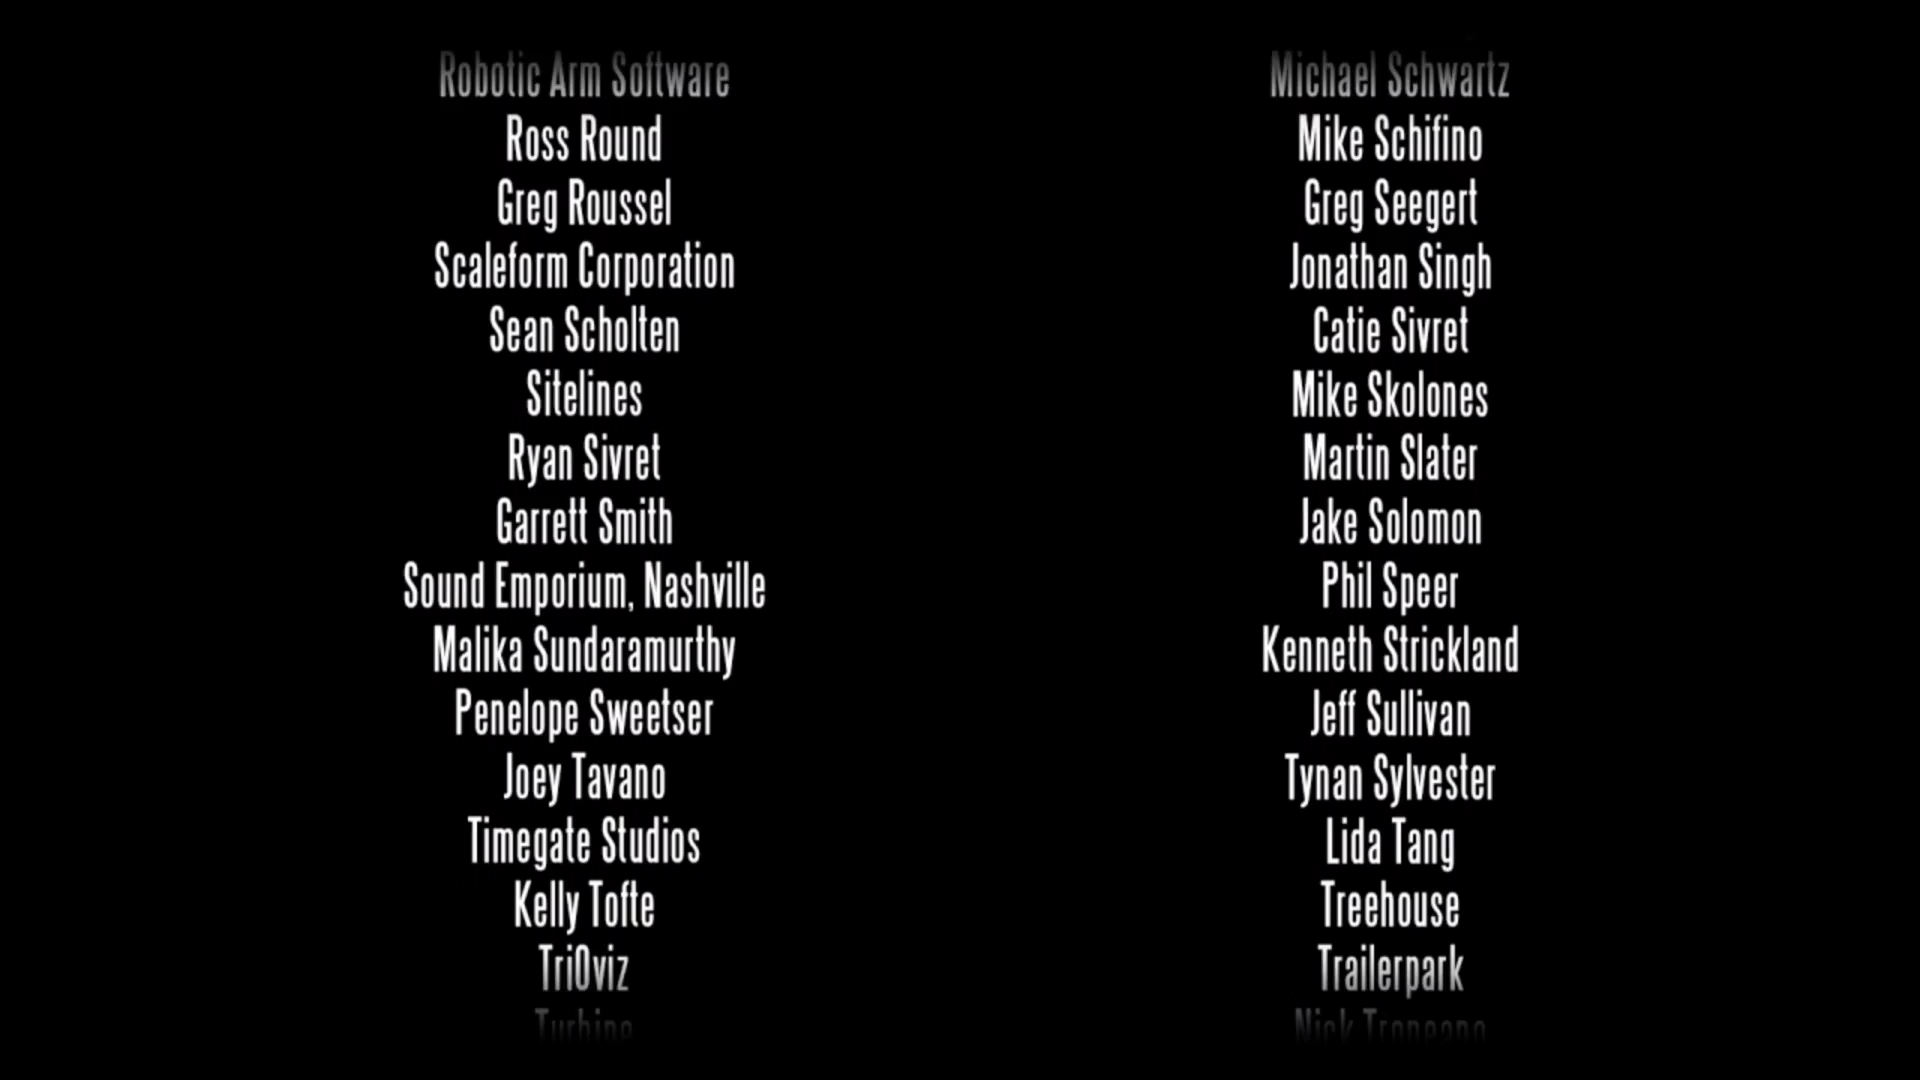 Robotic Arm Software
Ross Round
Greg Roussel
Scaleform Corporation
Sean Scholten
Sitelines
Ryan Sivret
Garrett Smith
Sound Emporium, Nashville
Malika Sundaramurthy
Penelope Sweetser
Joey Tavano
Timegate Studios
Kelly Tofte
TriOviz
Turbine
Michael Schwartz
Mike Schifino
Greg Seegert
Jonathan Singh
Catie Sivret
Mike Skolones
Martin Slater
Jake Solomon
Phil Speer
Kenneth Strickland
Jeff Sullivan
Tynan Sylvester
Lida Tang
Treehouse
Trailerpark
Nick Tropeano